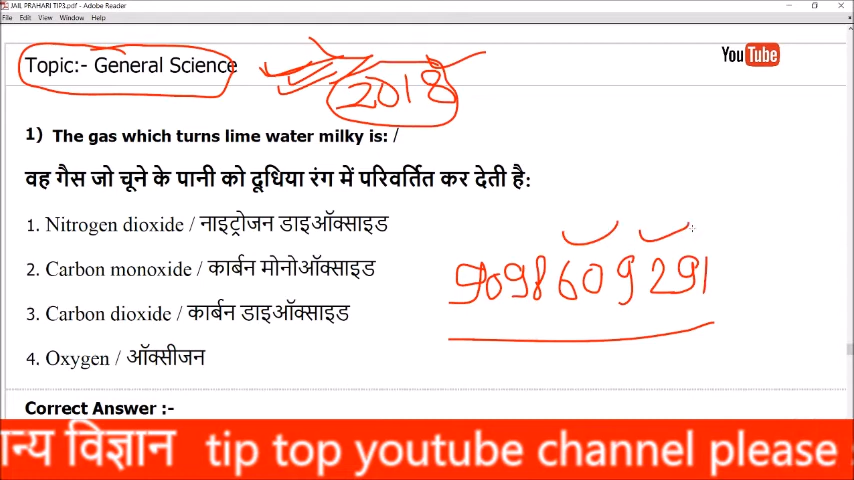 JAIL PRAHARI TIP3.pdf - Adobe Reader
File Edit View Window Help
Topic:- General Science
2018
YouTube
1) The gas which turns lime water milky is: /
वह गैस जो चूने के पानी को दूधिया रंग में परिवर्तित कर देती है:
1. Nitrogen dioxide / नाइट्रोजन डाइऑक्साइड
2. Carbon monoxide / कार्बन मोनोऑक्साइड
9098609291
3. Carbon dioxide / कार्बन डाइऑक्साइड
4. Oxygen / ऑक्सीजन
Correct Answer :-
विज्ञान tip top youtube channel please